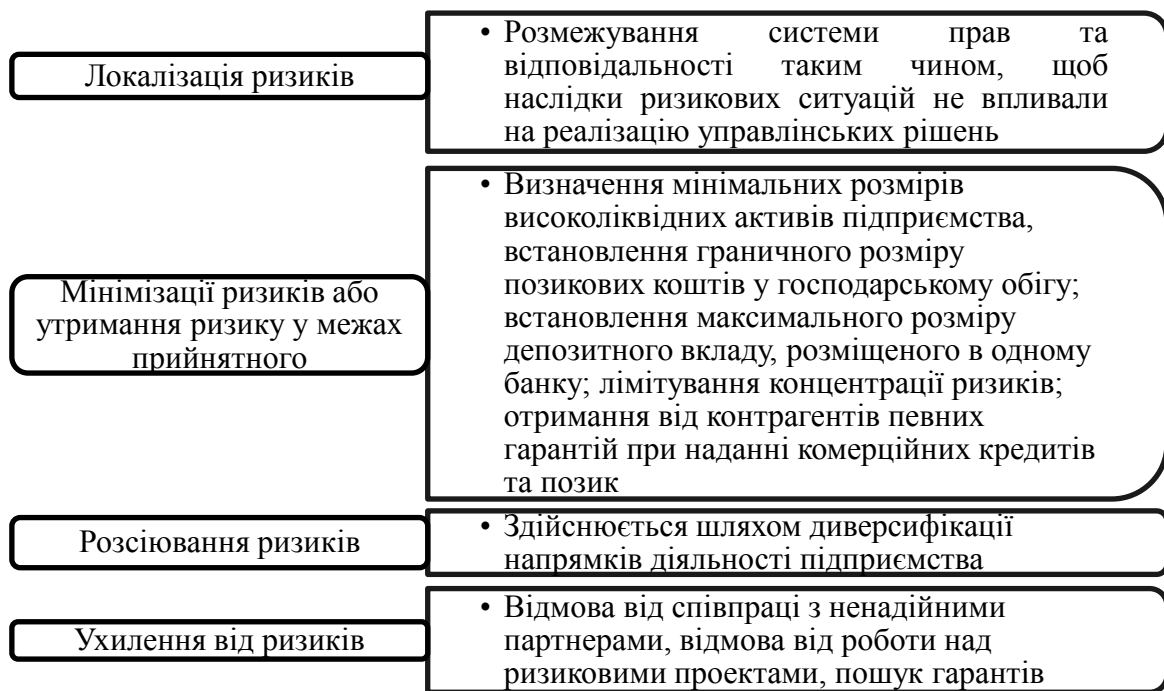 Локалізація ризиків
• Розмежування системи прав та
відповідальності таким чином, щоб
наслідки ризикових ситуацій не впливали
на реалізацію управлінських рішень
Мінімізації ризиків або
утримання ризику у межах
прийнятного
• Визначення мінімальних розмірів
високоліквідних активів підприємства,
встановлення граничного розміру
позикових коштів у господарському обігу;
встановлення максимального розміру
депозитного вкладу, розміщеного в одному
банку; лімітування концентрації ризиків;
отримання від контрагентів певних
гарантій при наданні комерційних кредитів
та позик
Розсіювання ризиків
• Здійснюється шляхом диверсифікації
напрямків діяльності підприємства
Ухилення від ризиків
• Відмова від співпраці з ненадійними
партнерами, відмова від роботи над
ризиковими проектами, пошук гарантів